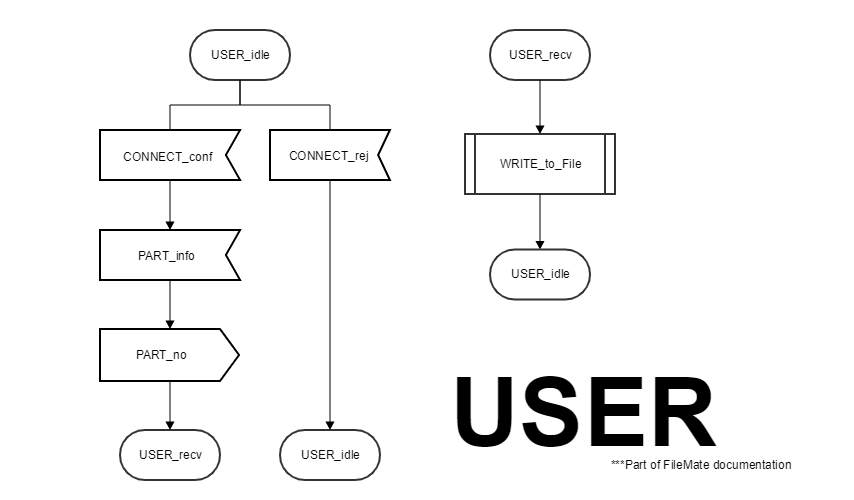 USER_idle
USER_recv
CONNECT_conf
CONNECT_rej
WRITE_to_File
PART_info
USER_idle
PART_no
USER_recv
USER_idle
USER
***Part of FileMate documentation